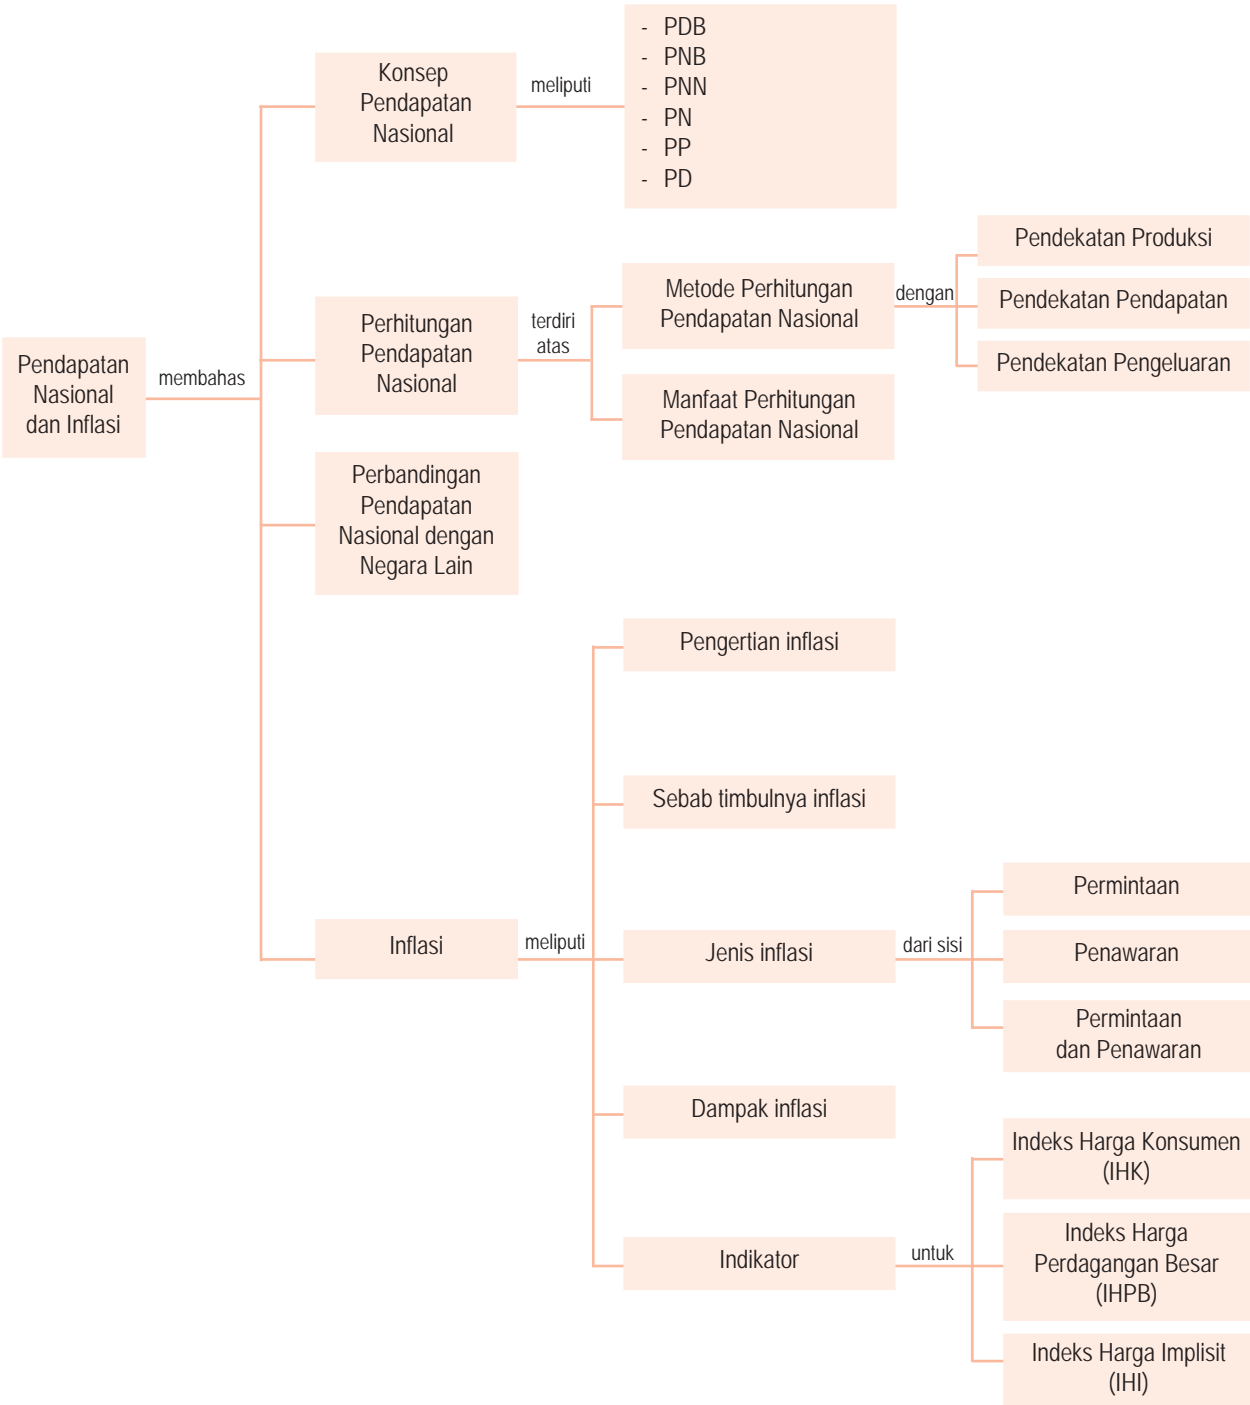 Pendapatan
Nasional
dan Inflasi
membahas
Konsep
Pendapatan
Nasional
meliputi
- PDB
- PNB
- PNN
- PN
- PP
- PD
Perhitungan
Pendapatan
Nasional
terdiri
atas
Metode Perhitungan
Pendapatan Nasional
dengan
Pendekatan Produksi
Pendekatan Pendapatan
Pendekatan Pengeluaran
Manfaat Perhitungan
Pendapatan Nasional
Perbandingan
Pendapatan
Nasional dengan
Negara Lain
Inflasi
meliputi
Pengertian inflasi
Sebab timbulnya inflasi
Jenis inflasi
dari sisi
Permintaan
Penawaran
Permintaan
dan Penawaran
Dampak inflasi
Indikator
untuk
Indeks Harga Konsumen
(IHK)
Indeks Harga
Perdagangan Besar
(IHPB)
Indeks Harga Implisit
(IHI)